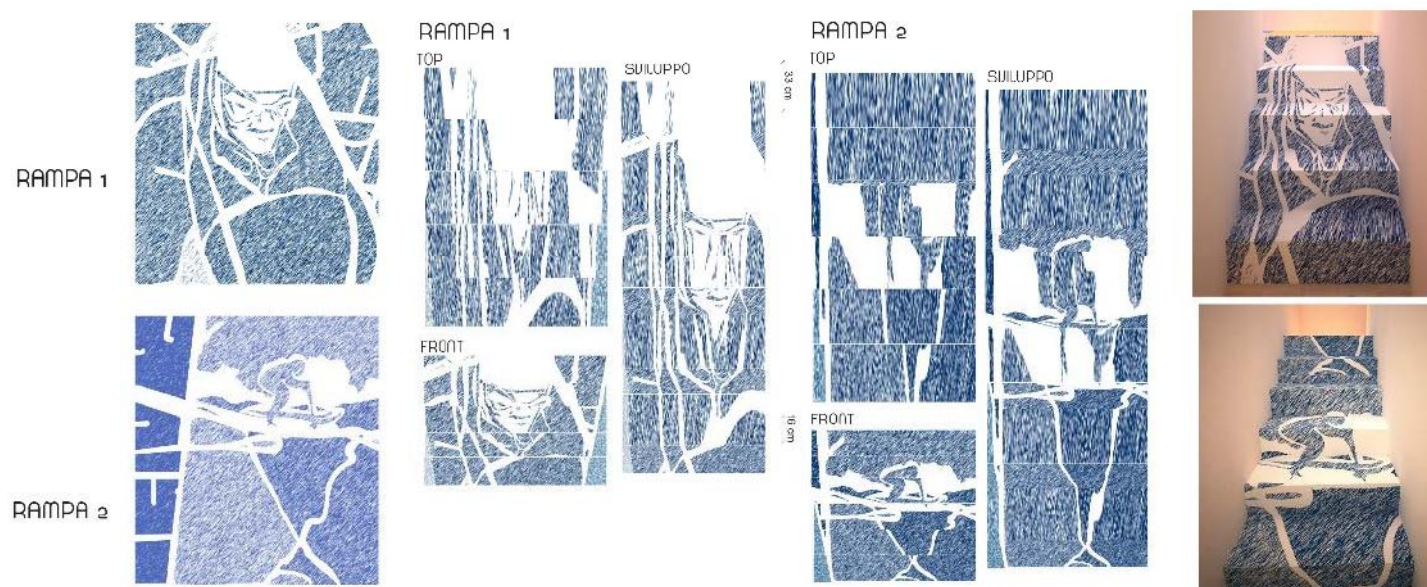 RAMPA 1
RAMPA 2
RAMPA 1
TOP
SVILUPPO
FRONT
RAMPA 2
TOP
33 cm
SVILUPPO
16 cm
FRONT